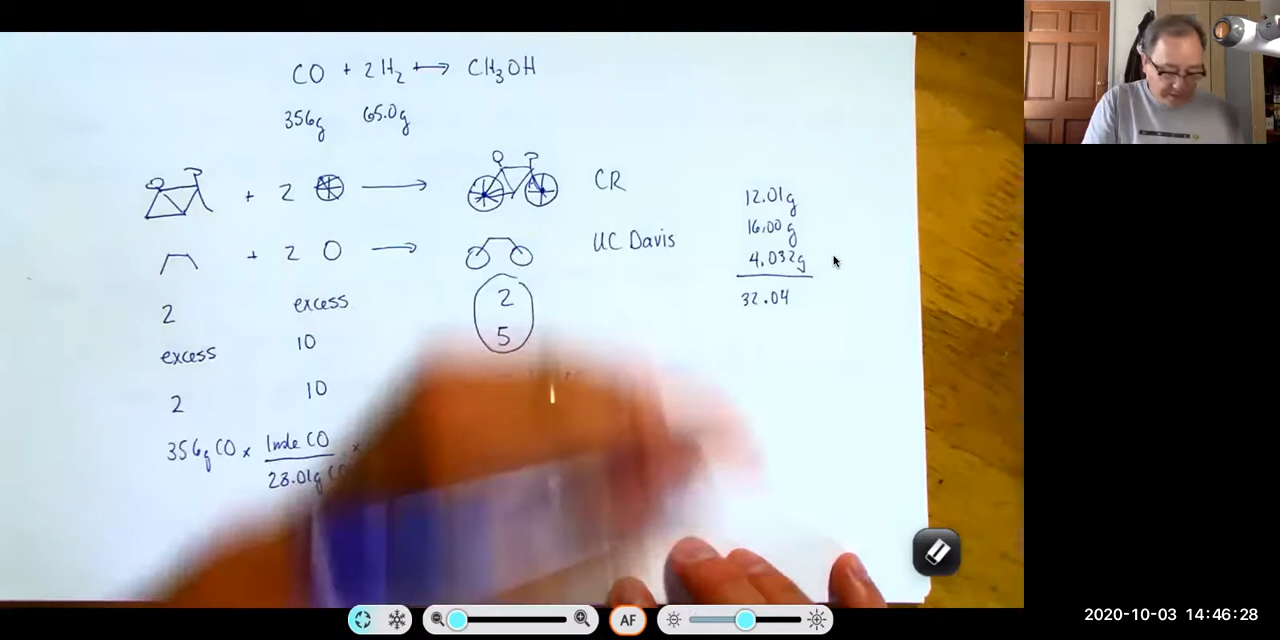 CO + 2H₂ ⟼ CH₃OH
356g 65.0g
+ 2 ⟶ CR
+ 2 O ⟶ UC Davis
2 excess 2
excess 10 5
2 10
356g CO × 1mole CO
28.01g CO
12.01g
16.00g
4.032g
32.04
AF
2020-10-03 14:46:28